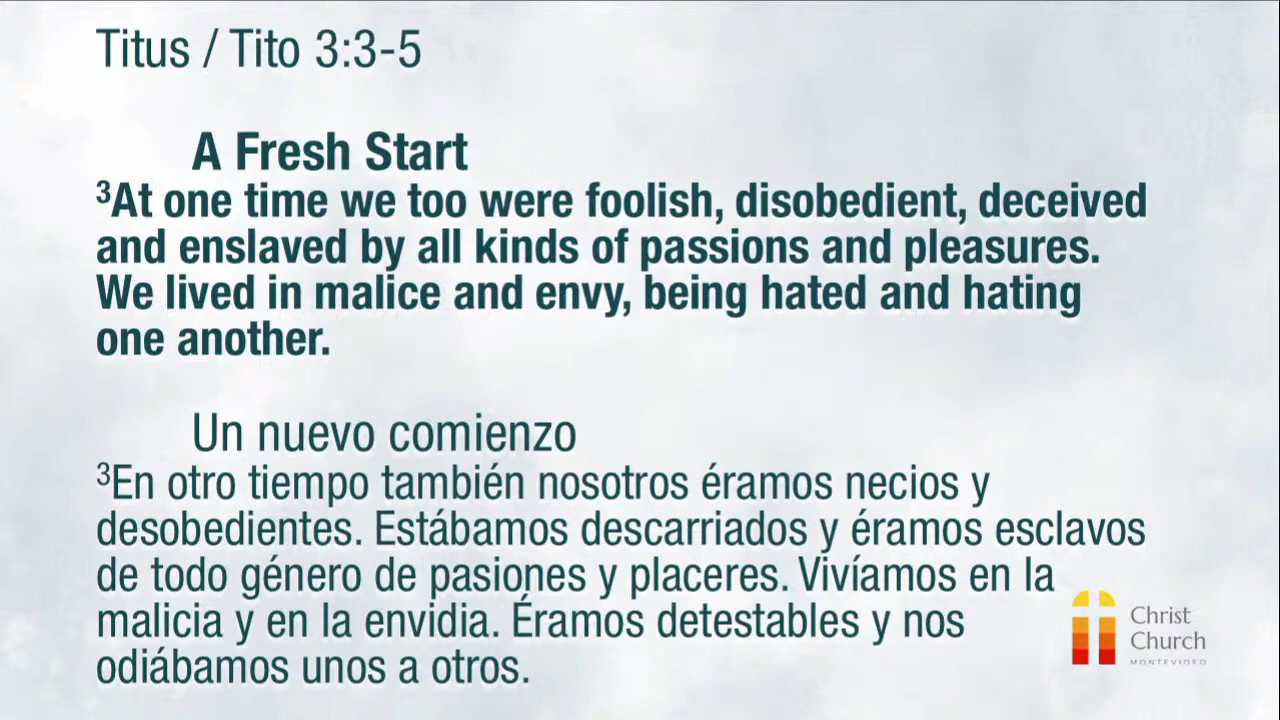 Titus / Tito 3:3-5
A Fresh Start
³At one time we too were foolish, disobedient, deceived
and enslaved by all kinds of passions and pleasures.
We lived in malice and envy, being hated and hating
one another.
Un nuevo comienzo
³En otro tiempo también nosotros éramos necios y
desobedientes. Estábamos descarriados y éramos esclavos
de todo género de pasiones y placeres. Vivíamos en la
malicia y en la envidia. Éramos detestables y nos
odiábamos unos a otros.
Christ
Church
MONTEVIDEO